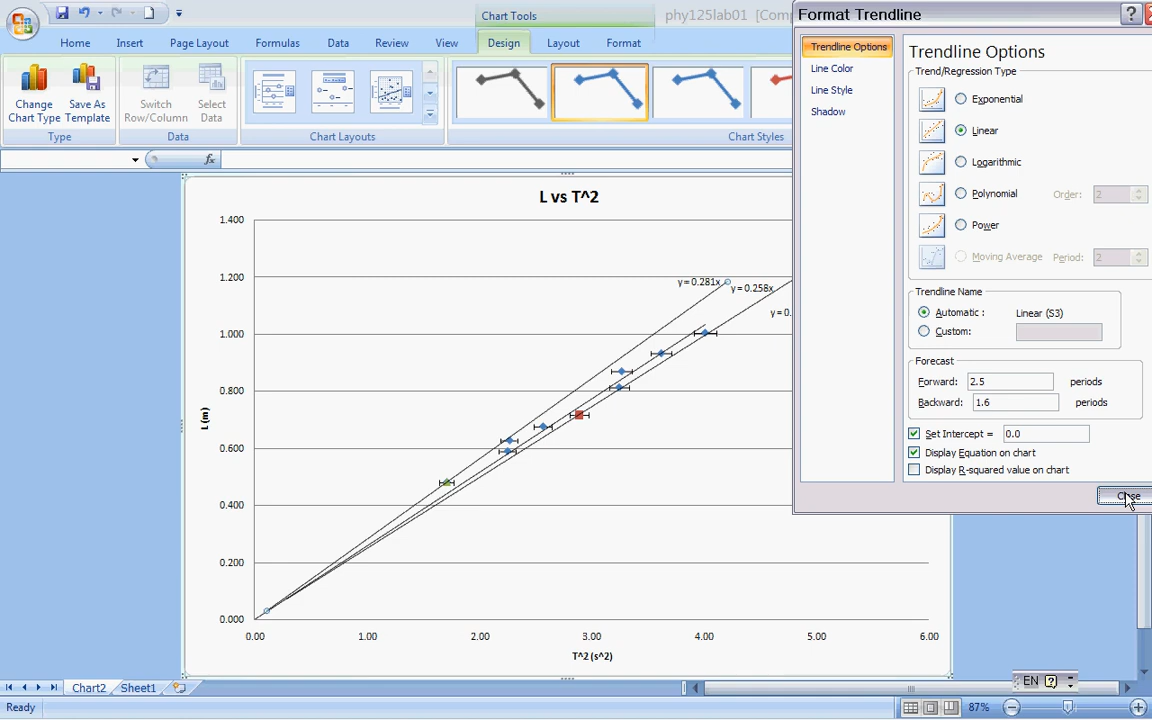 Chart Tools
phy125lab01 [Comp
Home Insert Page Layout Formulas Data Review View Design Layout Format
Change Chart Type
Save As Template
Switch Row/Column
Select Data
Type
Data
Chart Layouts
Chart Styles
fx
L vs T^2
1.400
1.200
1.000
0.800
0.600
0.400
0.200
0.000
L (m)
y = 0.281x
y = 0.258x
y = 0.
0.00 1.00 2.00 3.00 4.00 5.00 6.00
T^2 (s^2)
Format Trendline
?
Trendline Options
Line Color
Line Style
Shadow
Trendline Options
Trend/Regression Type
Exponential
Linear
Logarithmic
Polynomial Order: 2
Power
Moving Average Period: 2
Trendline Name
Automatic : Linear (S3)
Custom:
Forecast
Forward: 2.5 periods
Backward: 1.6 periods
Set Intercept = 0.0
Display Equation on chart
Display R-squared value on chart
Close
EN ?
Chart2 Sheet1
Ready
87%